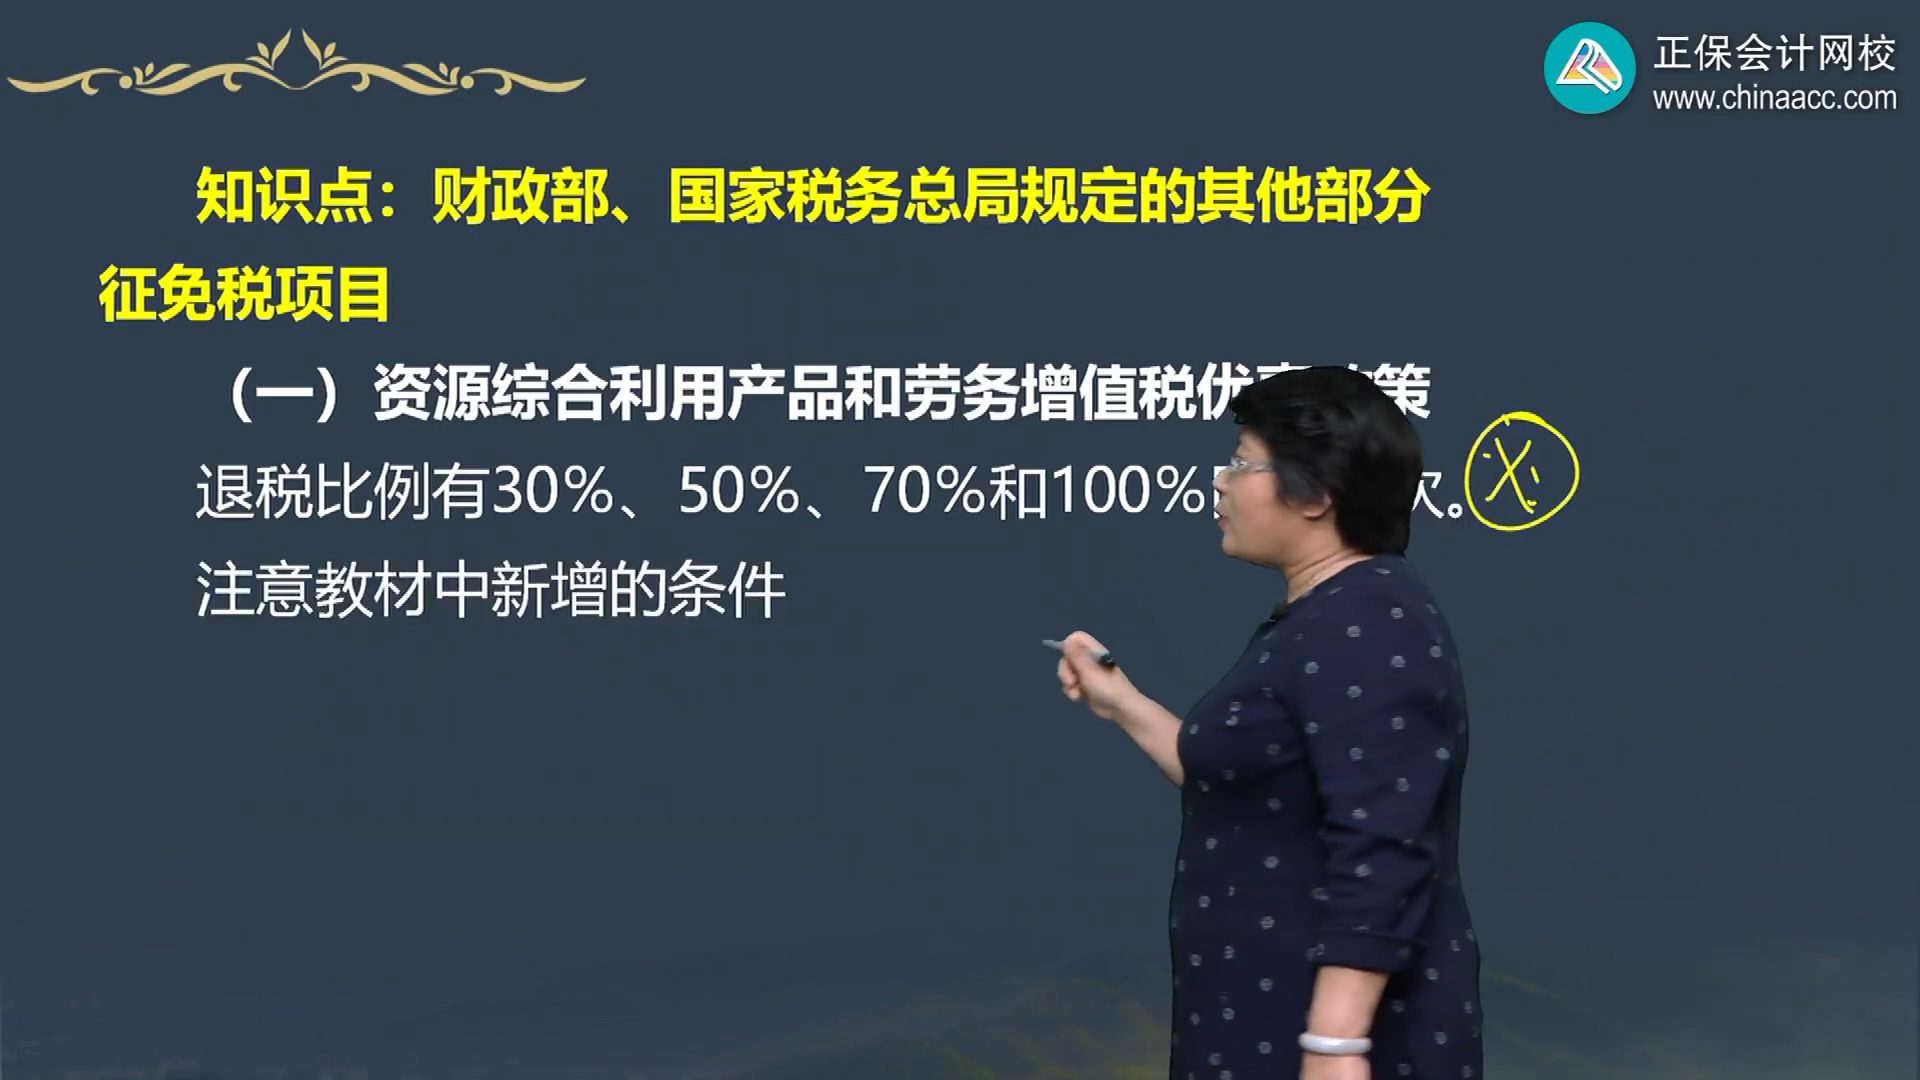 正保会计网校
www.chinaacc.com
知识点：财政部、国家税务总局规定的其他部分
征免税项目
（一）资源综合利用产品和劳务增值税优 策
退税比例有30%、50%、70%和100% 次。
注意教材中新增的条件